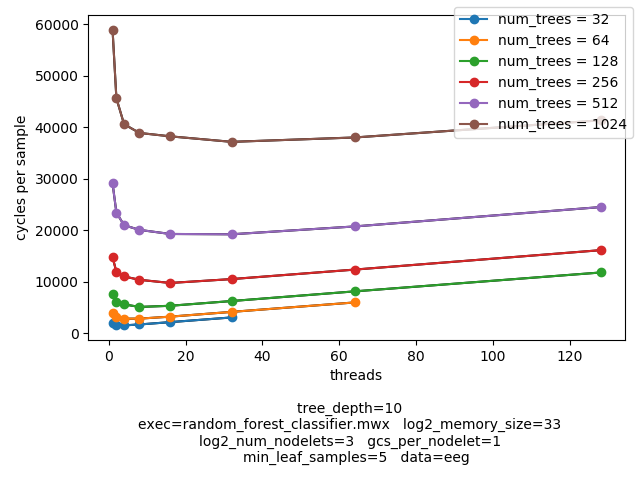 num_trees = 32
num_trees = 64
num_trees = 128
num_trees = 256
num_trees = 512
num_trees = 1024
60000
50000
40000
30000
20000
10000
0
cycles per sample
0 20 40 60 80 100 120
threads
tree_depth=10
exec=random_forest_classifier.mwx log2_memory_size=33
log2_num_nodelets=3 gcs_per_nodelet=1
min_leaf_samples=5 data=eeg